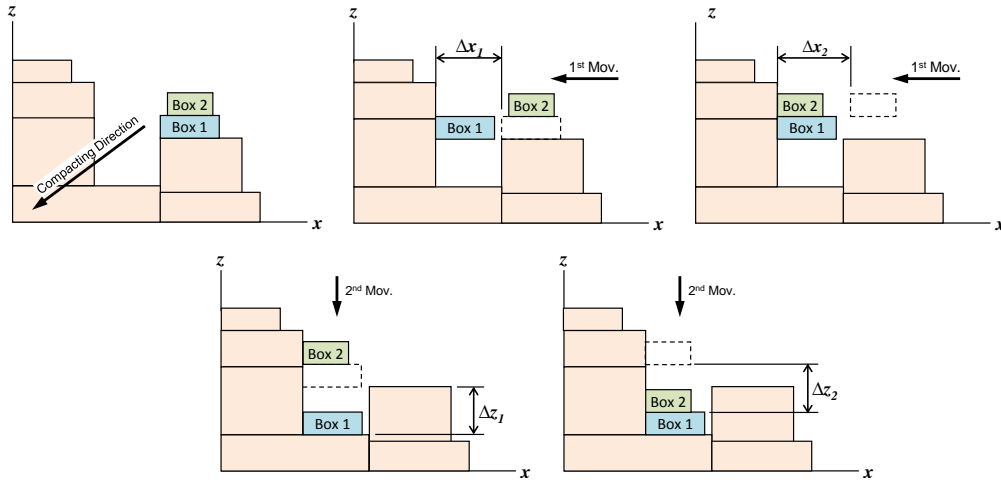 z
Box 2
Box 1
Compacting Direction
x
z
Δx1
1st Mov.
Box 2
Box 1
x
z
Δx2
1st Mov.
Box 2
Box 1
x
z
2nd Mov.
Box 2
Box 1
Δz1
x
z
2nd Mov.
Δz2
Box 2
Box 1
x